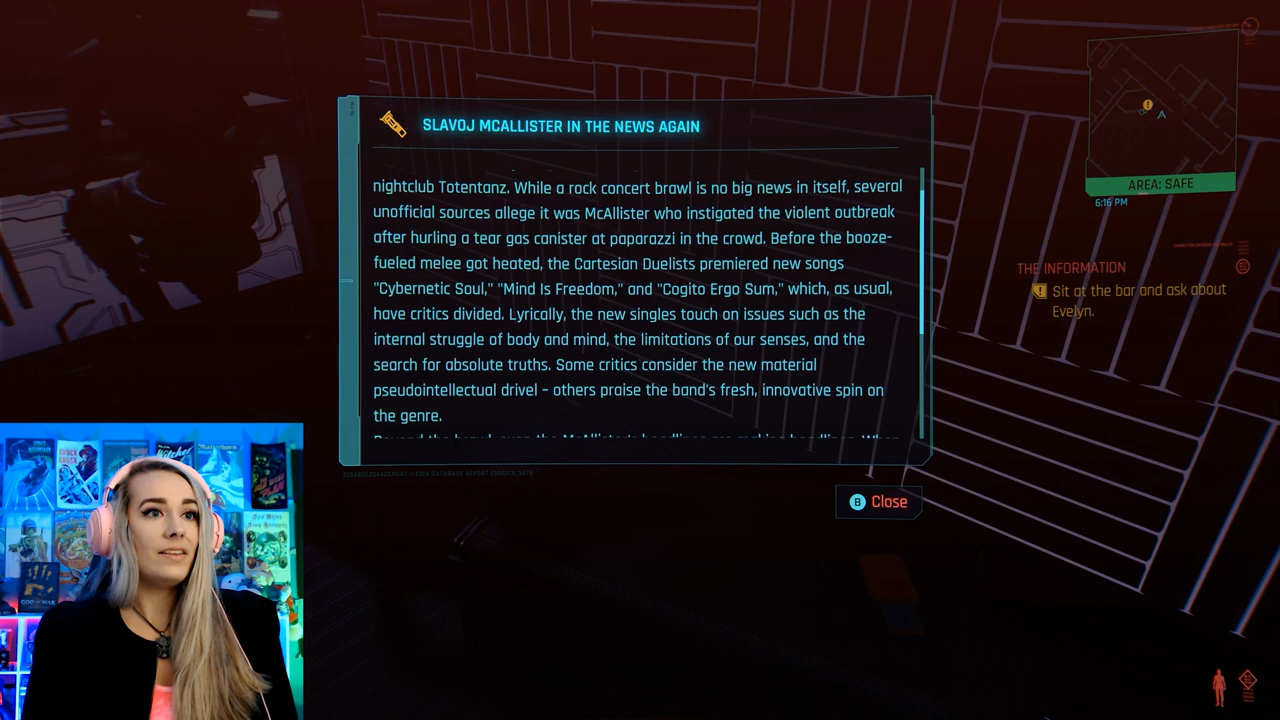 SLAVOJ MCALLISTER IN THE NEWS AGAIN
nightclub Totentanz. While a rock concert brawl is no big news in itself, several
unofficial sources allege it was McAllister who instigated the violent outbreak
after hurling a tear gas canister at paparazzi in the crowd. Before the booze-
fueled melee got heated, the Cartesian Duelists premiered new songs
"Cybernetic Soul," "Mind Is Freedom," and "Cogito Ergo Sum," which, as usual,
have critics divided. Lyrically, the new singles touch on issues such as the
internal struggle of body and mind, the limitations of our senses, and the
search for absolute truths. Some critics consider the new material
pseudointellectual drivel – others praise the band's fresh, innovative spin on
the genre.
B Close
AREA: SAFE
6:16 PM
THE INFORMATION
Sit at the bar and ask about
Evelyn.
Witcher
GOD OF WAR